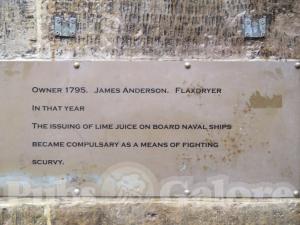 Owner 1795. James Anderson. Flaxdryer
In that year
The issuing of lime juice on board naval ships
became compulsary as a means of fighting
scurvy.
Pubs Galore